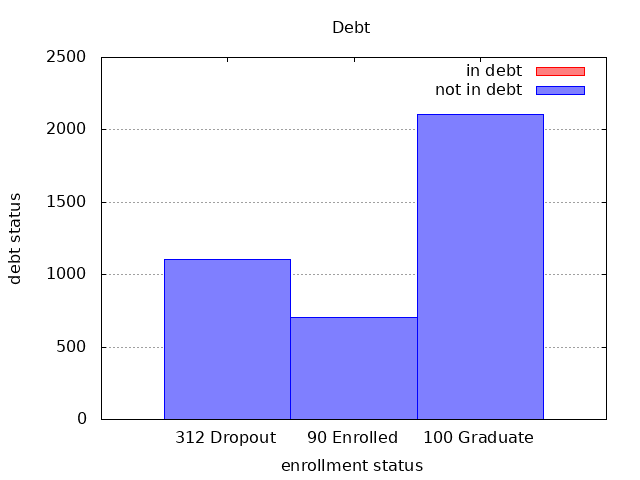 Debt
2500
2000
1500
1000
500
0
in debt
not in debt
debt status
312 Dropout
90 Enrolled
100 Graduate
enrollment status